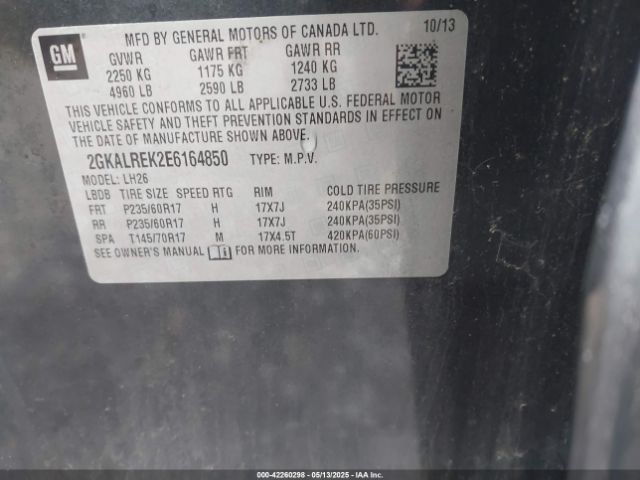 GM
MFD BY GENERAL MOTORS OF CANADA LTD. 10/13
GVWR GAWR FRT GAWR RR
2250 KG 1175 KG 1240 KG
4960 LB 2590 LB 2733 LB
THIS VEHICLE CONFORMS TO ALL APPLICABLE U.S. FEDERAL MOTOR
VEHICLE SAFETY AND THEFT PREVENTION STANDARDS IN EFFECT ON
THE DATE OF MANUFACTURE SHOWN ABOVE.
2GKALREK2E6164850 TYPE: M.P.V.
MODEL: LH26
LBDB TIRE SIZE SPEED RTG RIM COLD TIRE PRESSURE
FRT P235/60R17 H 17X7J 240KPA(35PSI)
RR P235/60R17 H 17X7J 240KPA(35PSI)
SPA T145/70R17 M 17X4.5T 420KPA(60PSI)
SEE OWNER'S MANUAL FOR MORE INFORMATION.
000-42260298 - 05/13/2025 - IAA, Inc.